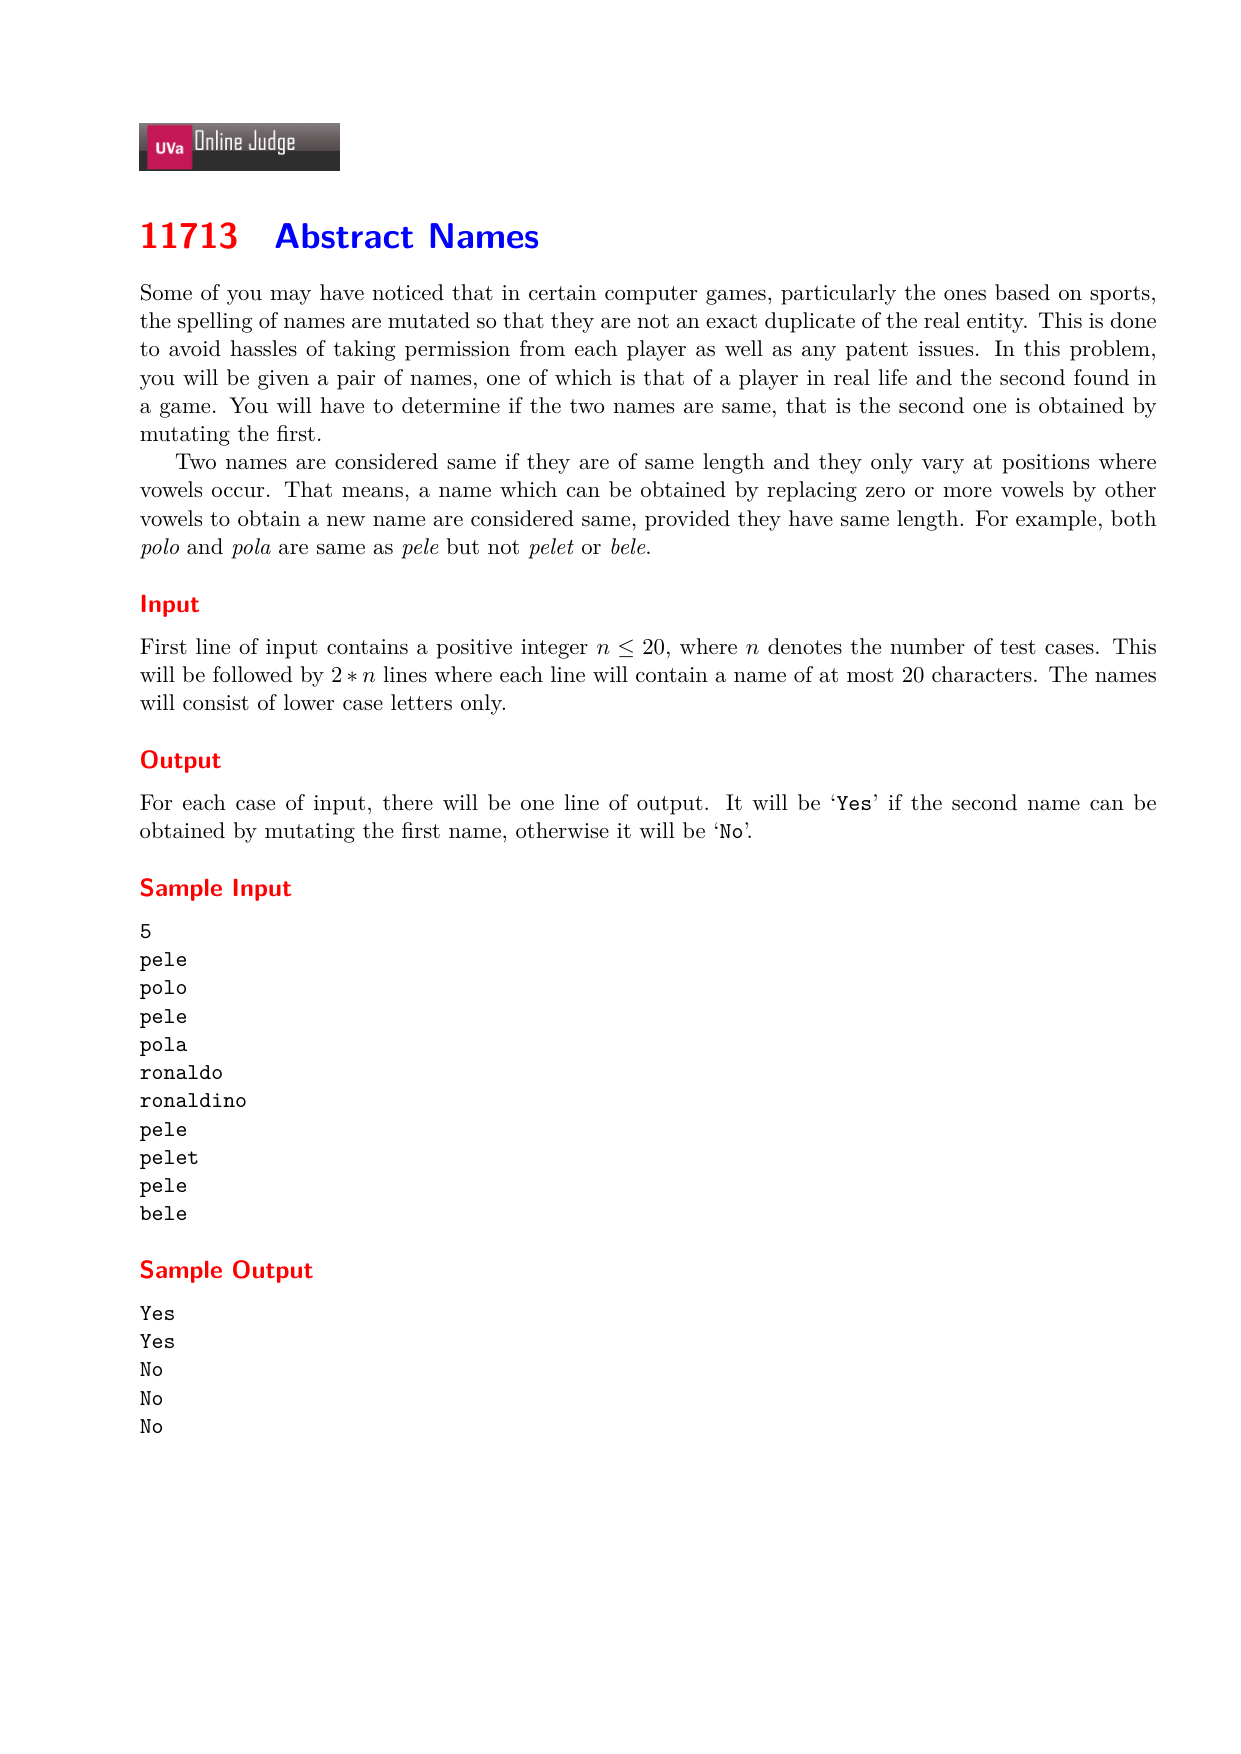 UVa Online Judge
11713 Abstract Names
Some of you may have noticed that in certain computer games, particularly the ones based on sports,
the spelling of names are mutated so that they are not an exact duplicate of the real entity. This is done
to avoid hassles of taking permission from each player as well as any patent issues. In this problem,
you will be given a pair of names, one of which is that of a player in real life and the second found in
a game. You will have to determine if the two names are same, that is the second one is obtained by
mutating the first.
Two names are considered same if they are of same length and they only vary at positions where
vowels occur. That means, a name which can be obtained by replacing zero or more vowels by other
vowels to obtain a new name are considered same, provided they have same length. For example, both
polo and pola are same as pele but not pelet or bele.
Input
First line of input contains a positive integer n ≤ 20, where n denotes the number of test cases. This
will be followed by 2 ∗ n lines where each line will contain a name of at most 20 characters. The names
will consist of lower case letters only.
Output
For each case of input, there will be one line of output. It will be ‘Yes’ if the second name can be
obtained by mutating the first name, otherwise it will be ‘No’.
Sample Input
5
pele
polo
pele
pola
ronaldo
ronaldino
pele
pelet
pele
bele
Sample Output
Yes
Yes
No
No
No